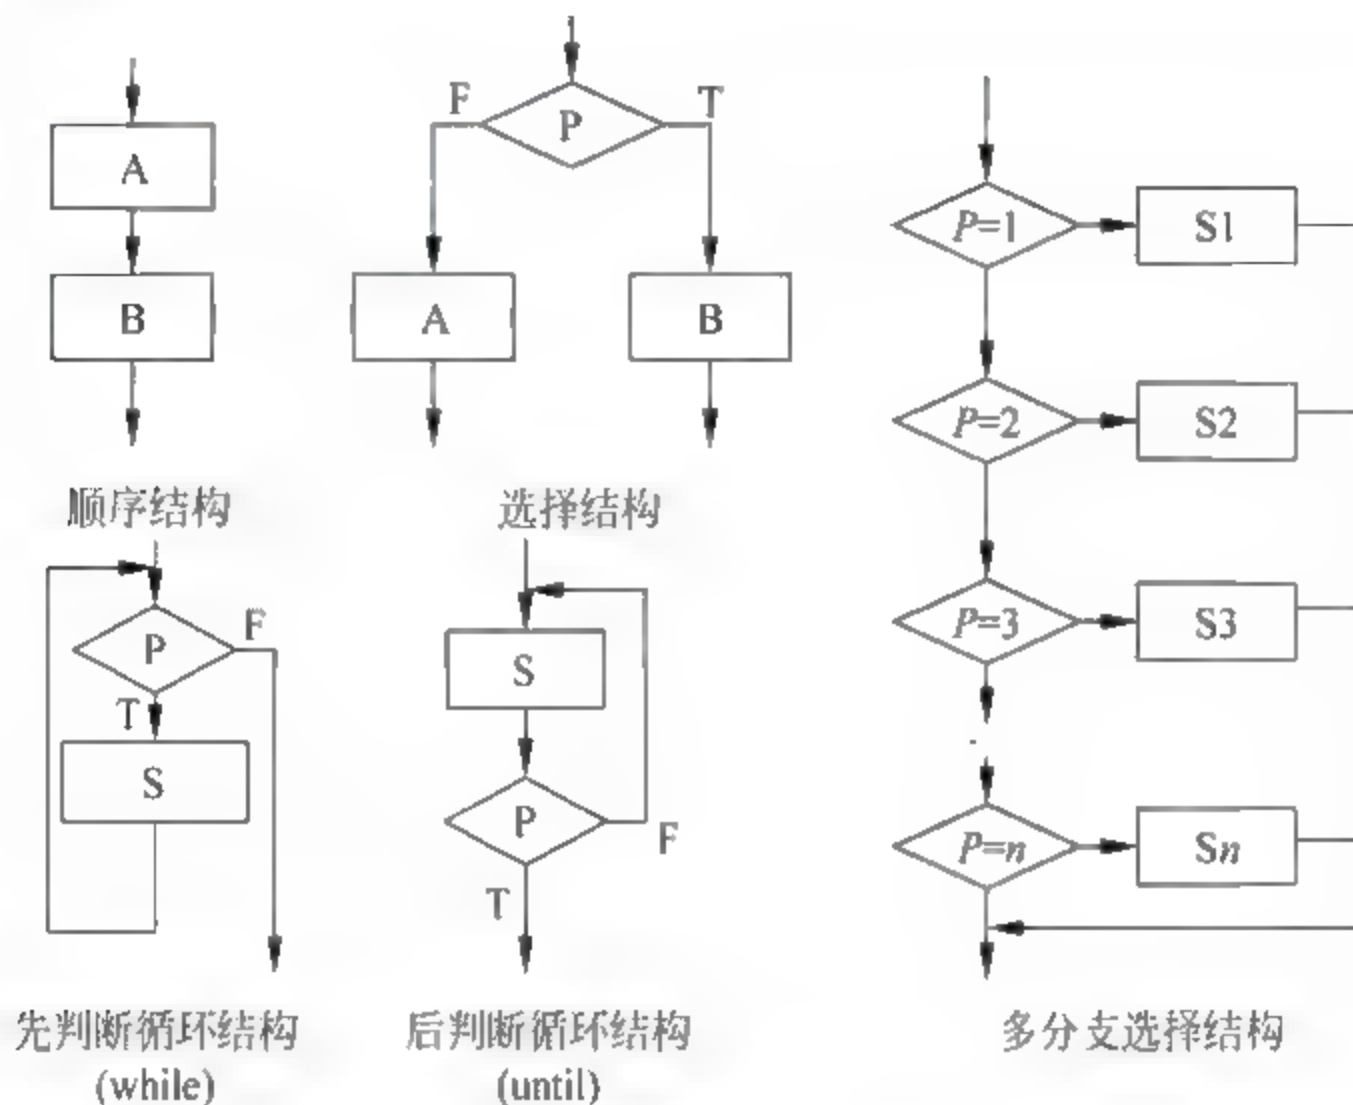 A
B
顺序结构
P
F
T
A
B
选择结构
P
F
T
S
先判断循环结构
(while)
S
P
F
T
后判断循环结构
(until)
P=1
S1
P=2
S2
P=3
S3
P=n
Sn
多分支选择结构